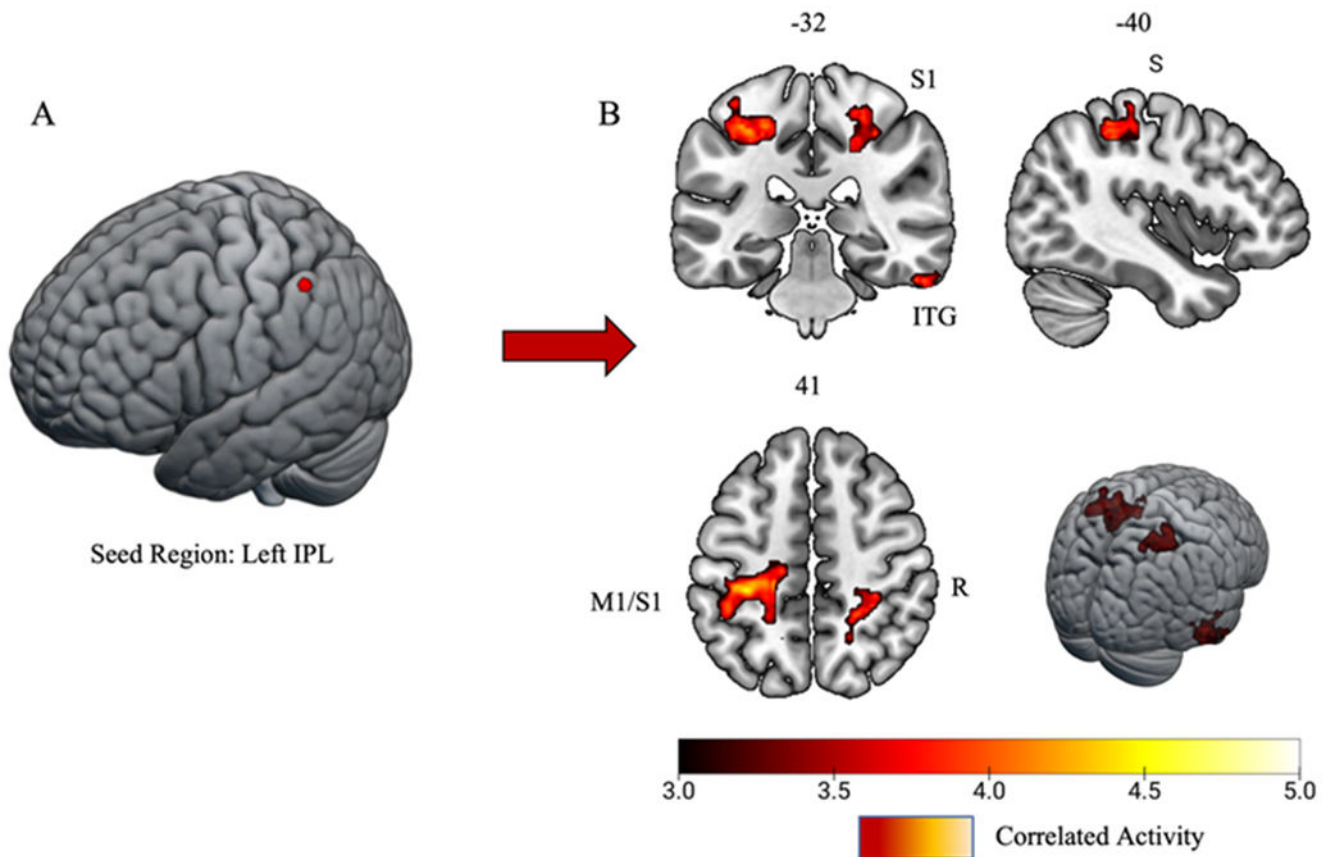 -32
-40
S1
S
A
B
ITG
41
Seed Region: Left IPL
M1/S1
R
3.0 3.5 4.0 4.5 5.0
Correlated Activity